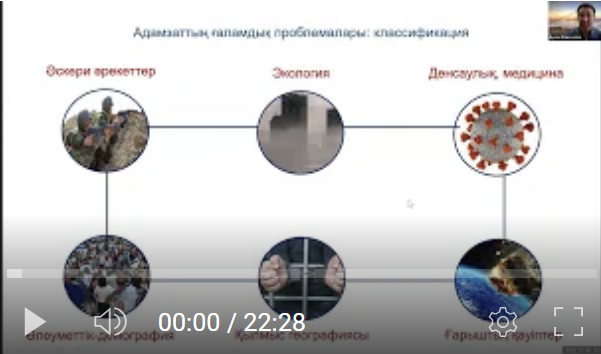 Адамзаттың ғаламдық проблемалары: классификация
Әскери әрекеттер
Экология
Денсаулық, медицина
Әлеуметтік-демография
Қылмыс географиясы
Ғарыштық қауіптер
00:00 / 22:28